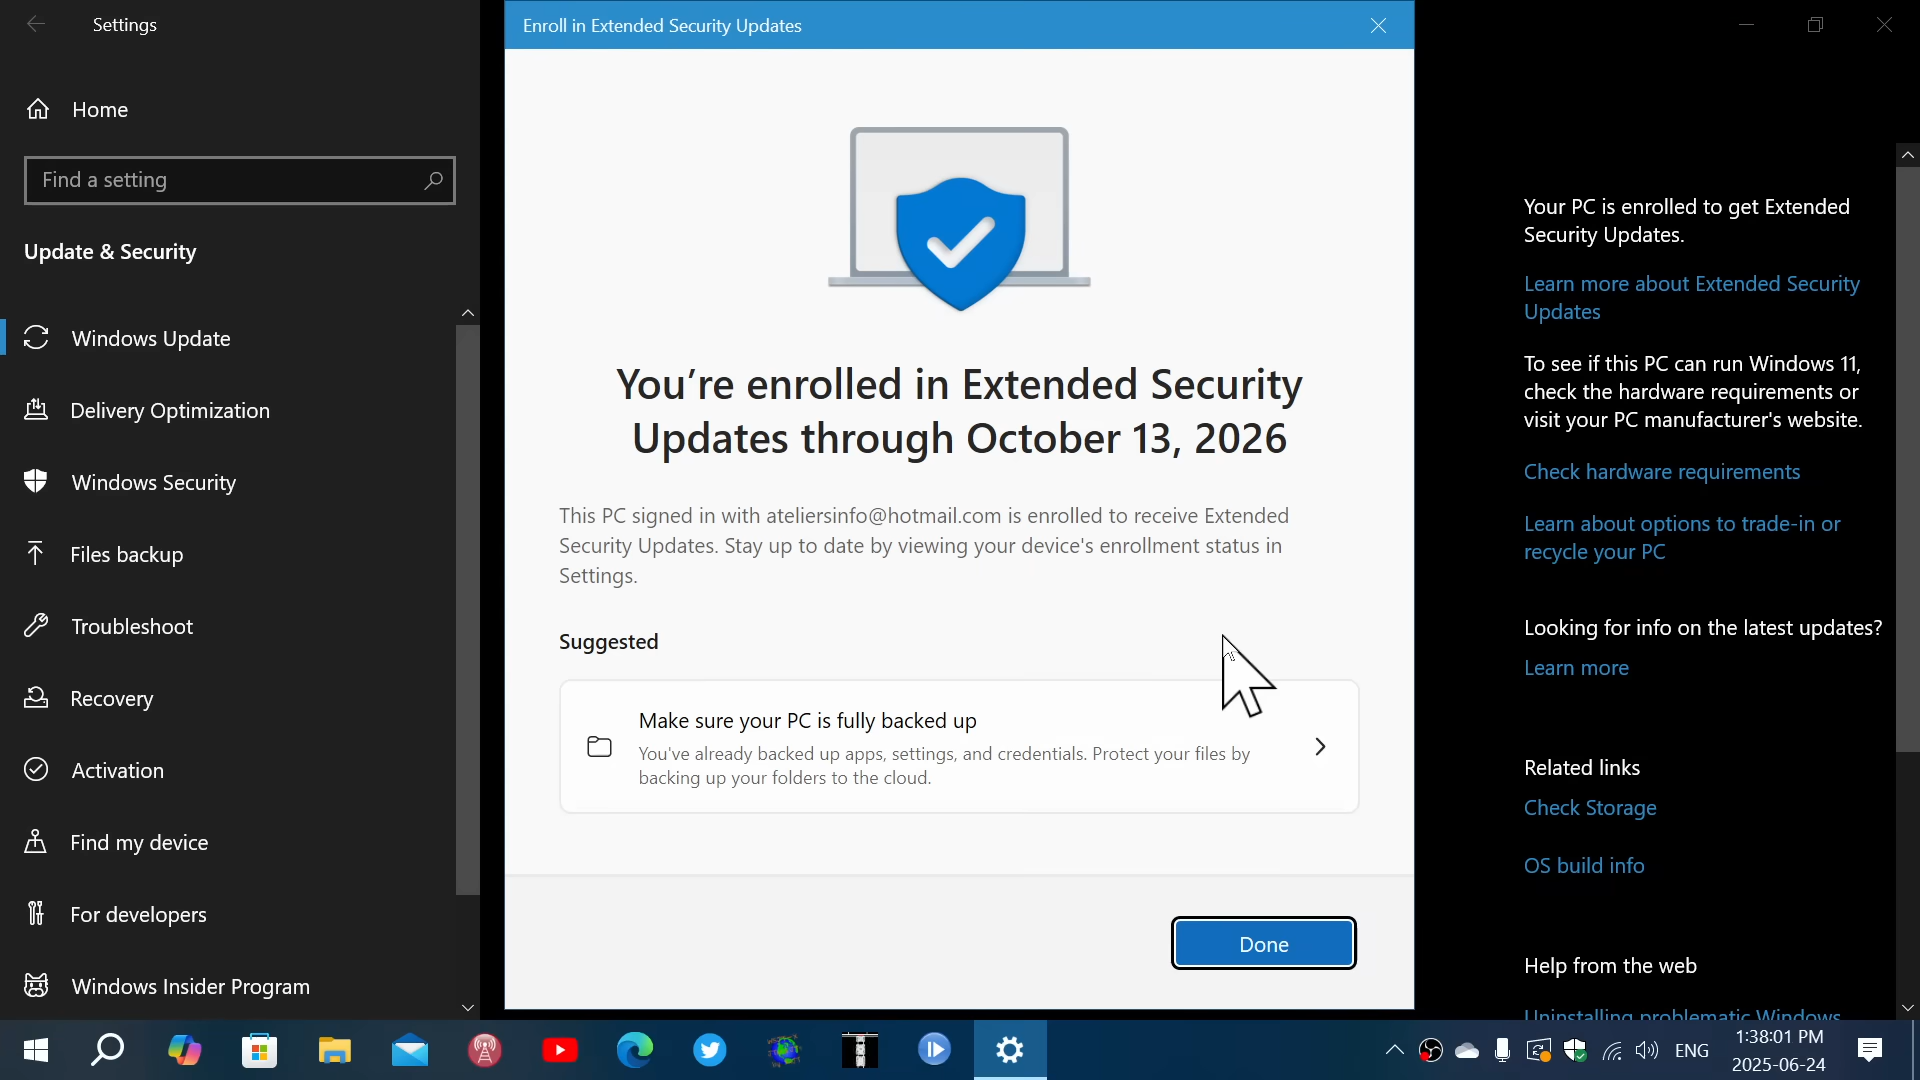 Settings
Home
Find a setting
Update & Security
Windows Update
Delivery Optimization
Windows Security
Files backup
Troubleshoot
Recovery
Activation
Find my device
For developers
Windows Insider Program
Enroll in Extended Security Updates
You’re enrolled in Extended Security
Updates through October 13, 2026
This PC signed in with ateliersinfo@hotmail.com is enrolled to receive Extended
Security Updates. Stay up to date by viewing your device's enrollment status in
Settings.
Suggested
Make sure your PC is fully backed up
You've already backed up apps, settings, and credentials. Protect your files by
backing up your folders to the cloud.
Done
Your PC is enrolled to get Extended
Security Updates.
Learn more about Extended Security
Updates
To see if this PC can run Windows 11,
check the hardware requirements or
visit your PC manufacturer's website.
Check hardware requirements
Learn about options to trade-in or
recycle your PC
Looking for info on the latest updates?
Learn more
Related links
Check Storage
OS build info
Help from the web
Uninstalling problematic Windows
ENG
1:38:01 PM
2025-06-24